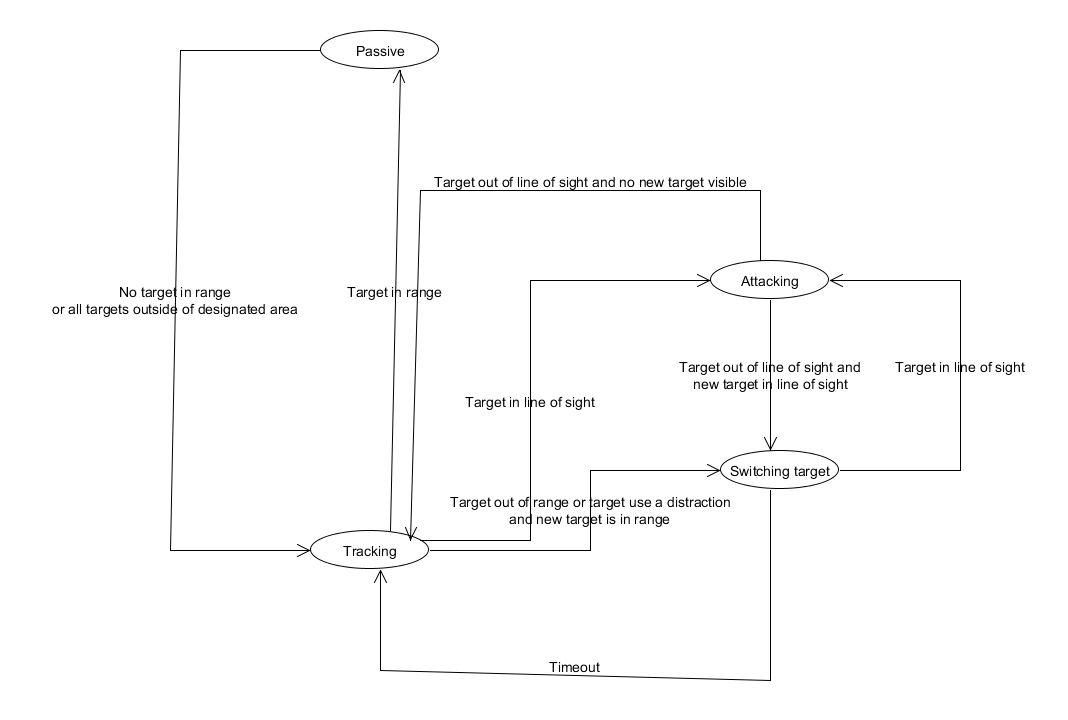 Passive
Target out of line of sight and no new target visible
Attacking
No target in range
or all targets outside of designated area
Target in range
Target out of line of sight and
new target in line of sight
Target in line of sight
Target in line of sight
Switching target
Target out of range or target use a distraction
and new target is in range
Tracking
Timeout